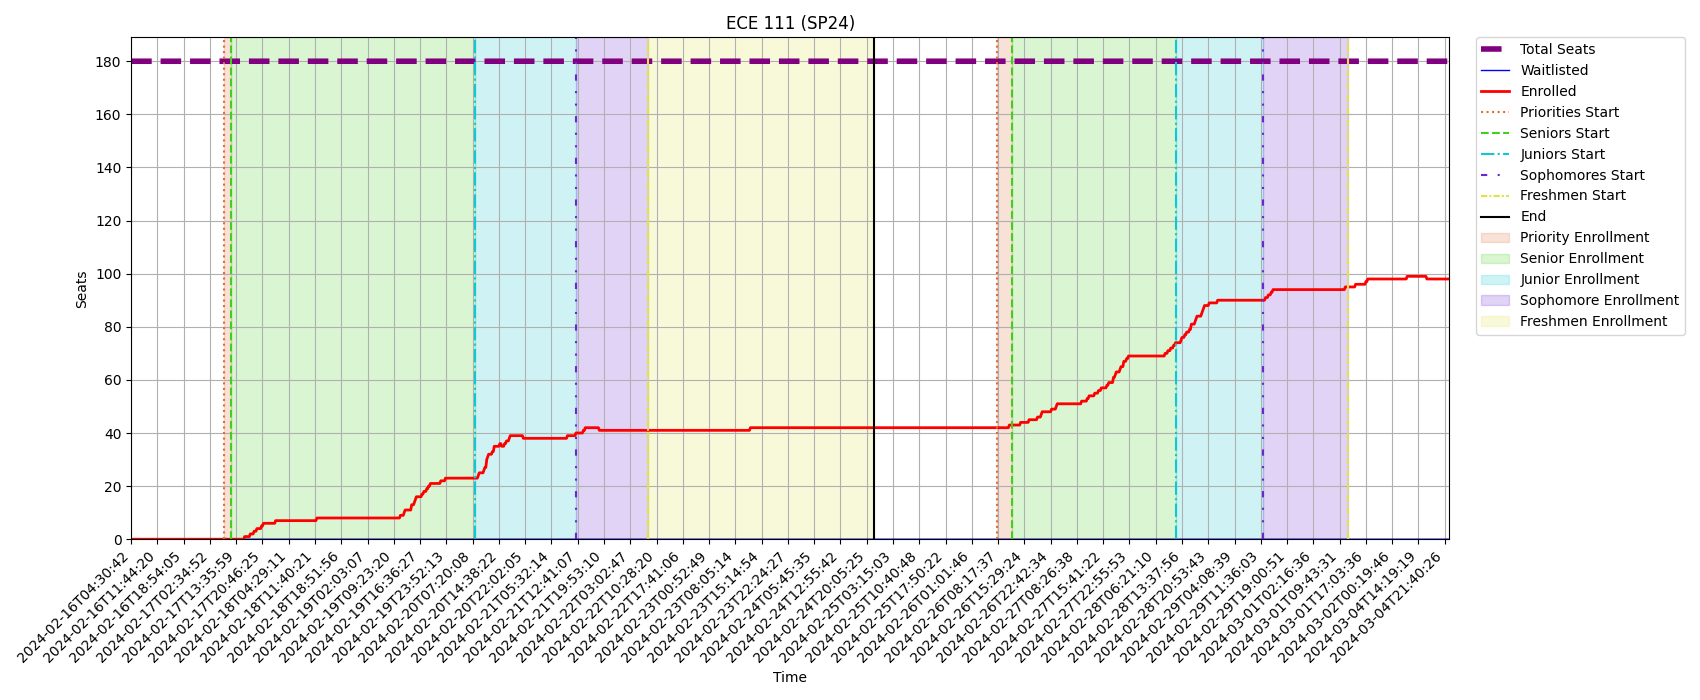 ECE 111 (SP24)
Total Seats
Waitlisted
Enrolled
Priorities Start
Seniors Start
Juniors Start
Sophomores Start
Freshmen Start
End
Priority Enrollment
Senior Enrollment
Junior Enrollment
Sophomore Enrollment
Freshmen Enrollment
Seats
180
160
140
120
100
80
60
40
20
0
2024-02-16T04:30:42
2024-02-16T11:44:20
2024-02-16T18:54:05
2024-02-17T02:34:52
2024-02-17T13:35:59
2024-02-17T20:46:25
2024-02-18T04:29:11
2024-02-18T11:40:21
2024-02-18T18:51:56
2024-02-19T02:03:07
2024-02-19T09:23:20
2024-02-19T16:36:27
2024-02-19T23:52:13
2024-02-20T07:20:08
2024-02-20T14:38:22
2024-02-20T22:02:05
2024-02-21T05:32:14
2024-02-21T12:41:07
2024-02-21T19:53:10
2024-02-22T03:02:47
2024-02-22T10:28:20
2024-02-22T17:41:06
2024-02-23T00:52:49
2024-02-23T08:05:14
2024-02-23T15:14:54
2024-02-23T22:24:27
2024-02-24T05:45:35
2024-02-24T12:55:42
2024-02-24T20:05:25
2024-02-25T03:15:03
2024-02-25T10:40:48
2024-02-25T17:50:22
2024-02-26T01:01:46
2024-02-26T08:17:37
2024-02-26T15:29:24
2024-02-26T22:42:34
2024-02-27T08:26:38
2024-02-27T15:41:22
2024-02-27T22:55:53
2024-02-28T06:21:10
2024-02-28T13:37:56
2024-02-28T20:53:43
2024-02-29T04:08:39
2024-02-29T11:36:03
2024-02-29T19:00:51
2024-03-01T02:16:36
2024-03-01T09:43:31
2024-03-01T17:03:36
2024-03-02T00:19:46
2024-03-04T14:19:19
2024-03-04T21:40:26
Time